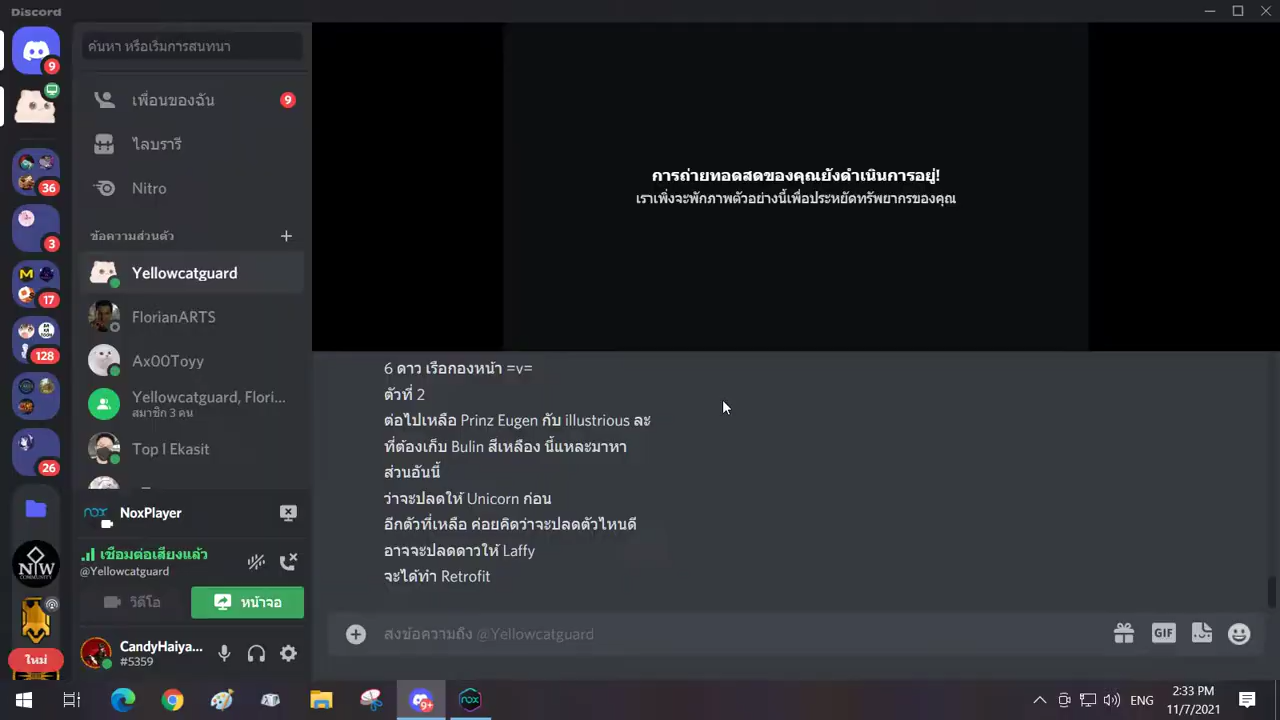 Discord
ค้นหา หรือเริ่มการสนทนา
9
เพื่อนของฉัน
9
ไลบรารี
36
Nitro
3
ข้อความส่วนตัว
Yellowcatguard
M
17
FlorianARTS
128
Ax00Toyy
Yellowcatguard, Flori...
สมาชิก 3 คน
26
Top l Ekasit
nox
NoxPlayer
เชื่อมต่อเสียงแล้ว
@Yellowcatguard
NW
COMMUNITY
วิดีโอ
หน้าจอ
CandyHaiya...
#5359
ใหม่
การถ่ายทอดสดของคุณยังดำเนินการอยู่!
เราเพิ่งจะพักภาพตัวอย่างนี้เพื่อประหยัดทรัพยากรของคุณ
6 ดาว เรือกองหน้า =v=
ตัวที่ 2
ต่อไปเหลือ Prinz Eugen กับ illustrious ละ
ที่ต้องเก็บ Bulin สีเหลือง นี้แหละมาหา
ส่วนอันนี้
ว่าจะปลดให้ Unicorn ก่อน
อีกตัวที่เหลือ ค่อยคิดว่าจะปลดตัวไหนดี
อาจจะปลดดาวให้ Laffy
จะได้ทำ Retrofit
ส่งข้อความถึง @Yellowcatguard
GIF
9+
nox
ENG
2:33 PM
11/7/2021